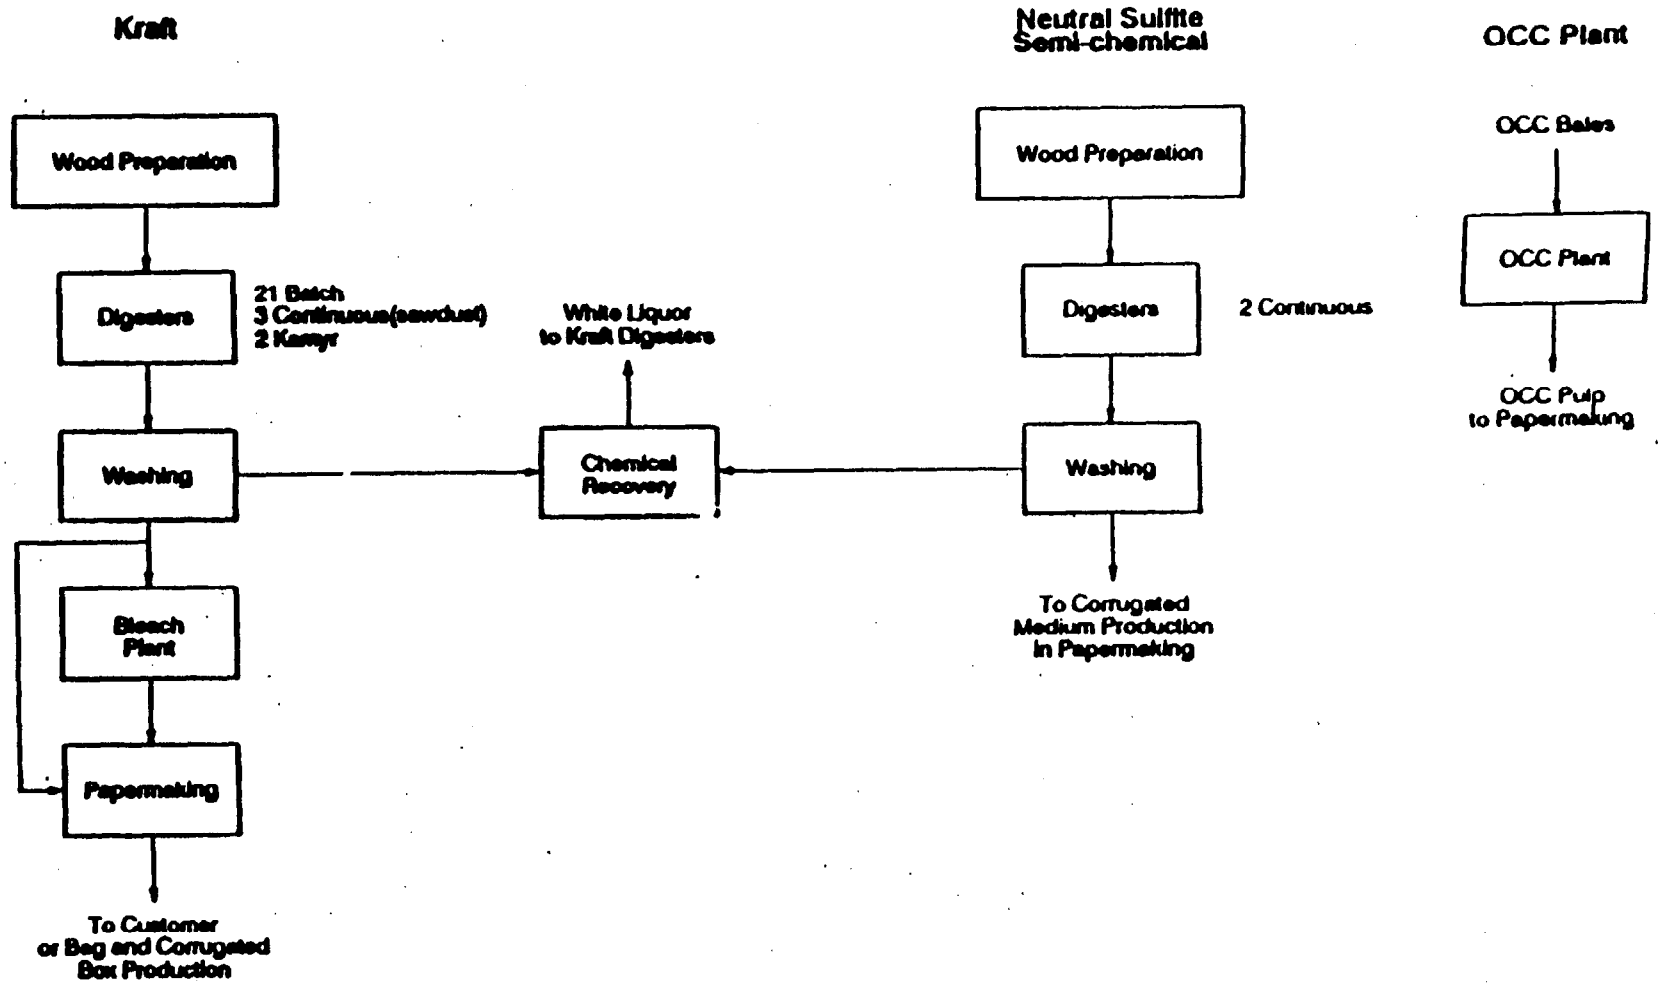 Kraft
Wood Preparation
Digesters
21 Batch
3 Continuous(sawdust)
2 Kamyr
Washing
Bleach
Plant
Papermaking
To Customer
or Bag and Corrugated
Box Production
White Liquor
to Kraft Digesters
Chemical
Recovery
Neutral Sulfite
Semi-chemical
Wood Preparation
Digesters
2 Continuous
Washing
To Corrugated
Medium Production
In Papermaking
OCC Plant
OCC Bales
OCC Plant
OCC Pulp
to Papermaking